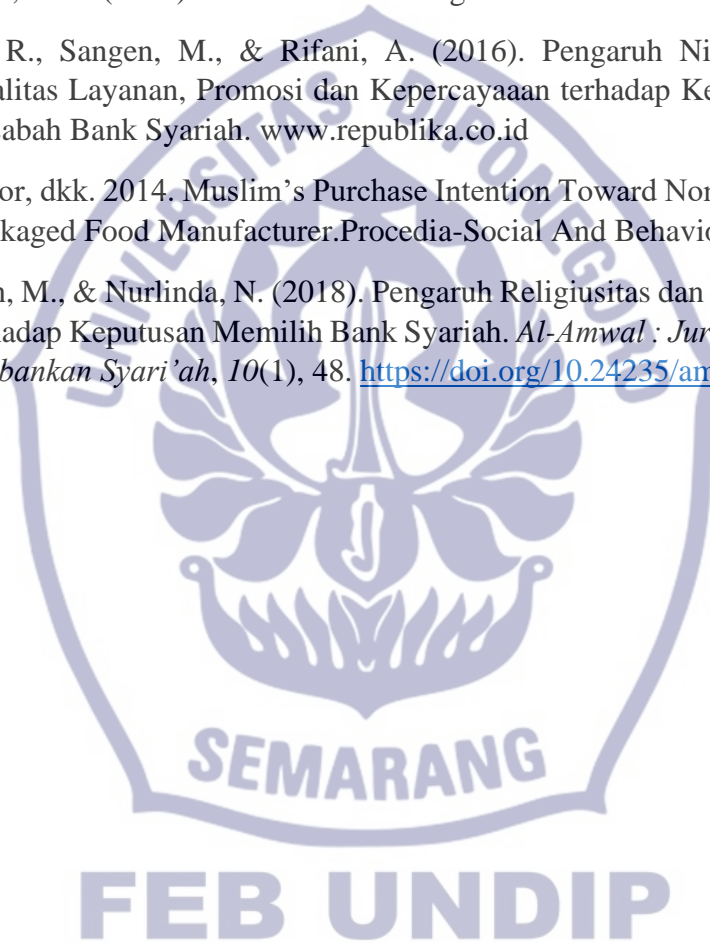 R., Sangen, M., & Rifani, A. (2016). Pengaruh Ni
alitas Layanan, Promosi dan Kepercayaaan terhadap Ke
abah Bank Syariah. www.republika.co.id
or, dkk. 2014. Muslim’s Purchase Intention Toward Non
kaged Food Manufacturer.Procedia-Social And Behavio
n, M., & Nurlinda, N. (2018). Pengaruh Religiusitas dan
hadap Keputusan Memilih Bank Syariah. Al-Amwal : Jur
bankan Syari’ah, 10(1), 48. https://doi.org/10.24235/am
UNIVERSITAS DIPONEGORO
SEMARANG
FEB UNDIP